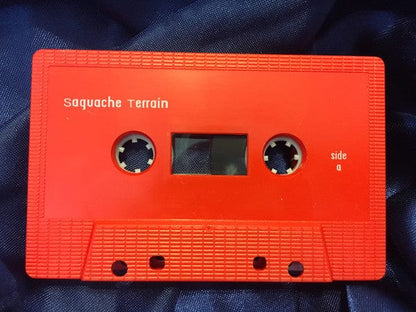 Saquache Terrain
side
a